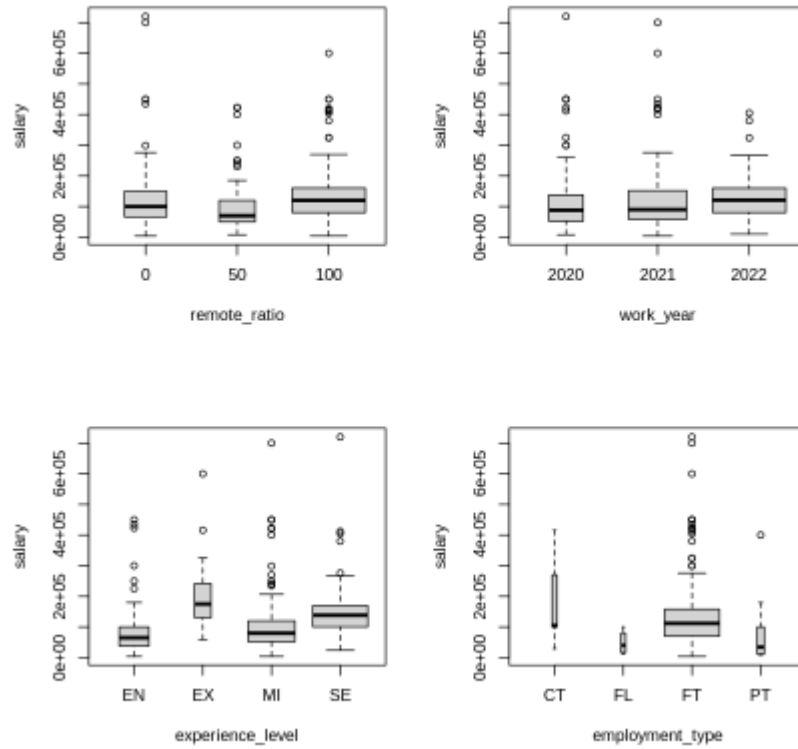 salary
0e+00 2e+05 4e+05 6e+05
0 50 100
remote_ratio
salary
0e+00 2e+05 4e+05 6e+05
2020 2021 2022
work_year
salary
0e+00 2e+05 4e+05 6e+05
EN EX MI SE
experience_level
salary
0e+00 2e+05 4e+05 6e+05
CT FL FT PT
employment_type